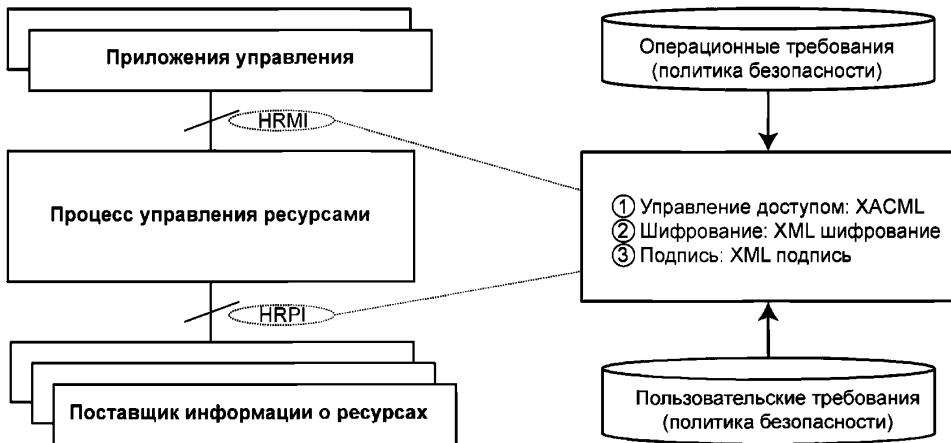 Приложения управления
HRMI
Процесс управления ресурсами
HRPI
Поставщик информации о ресурсах
Операционные требования
(политика безопасности)
① Управление доступом: XACML
② Шифрование: XML шифрование
③ Подпись: XML подпись
Пользовательские требования
(политика безопасности)